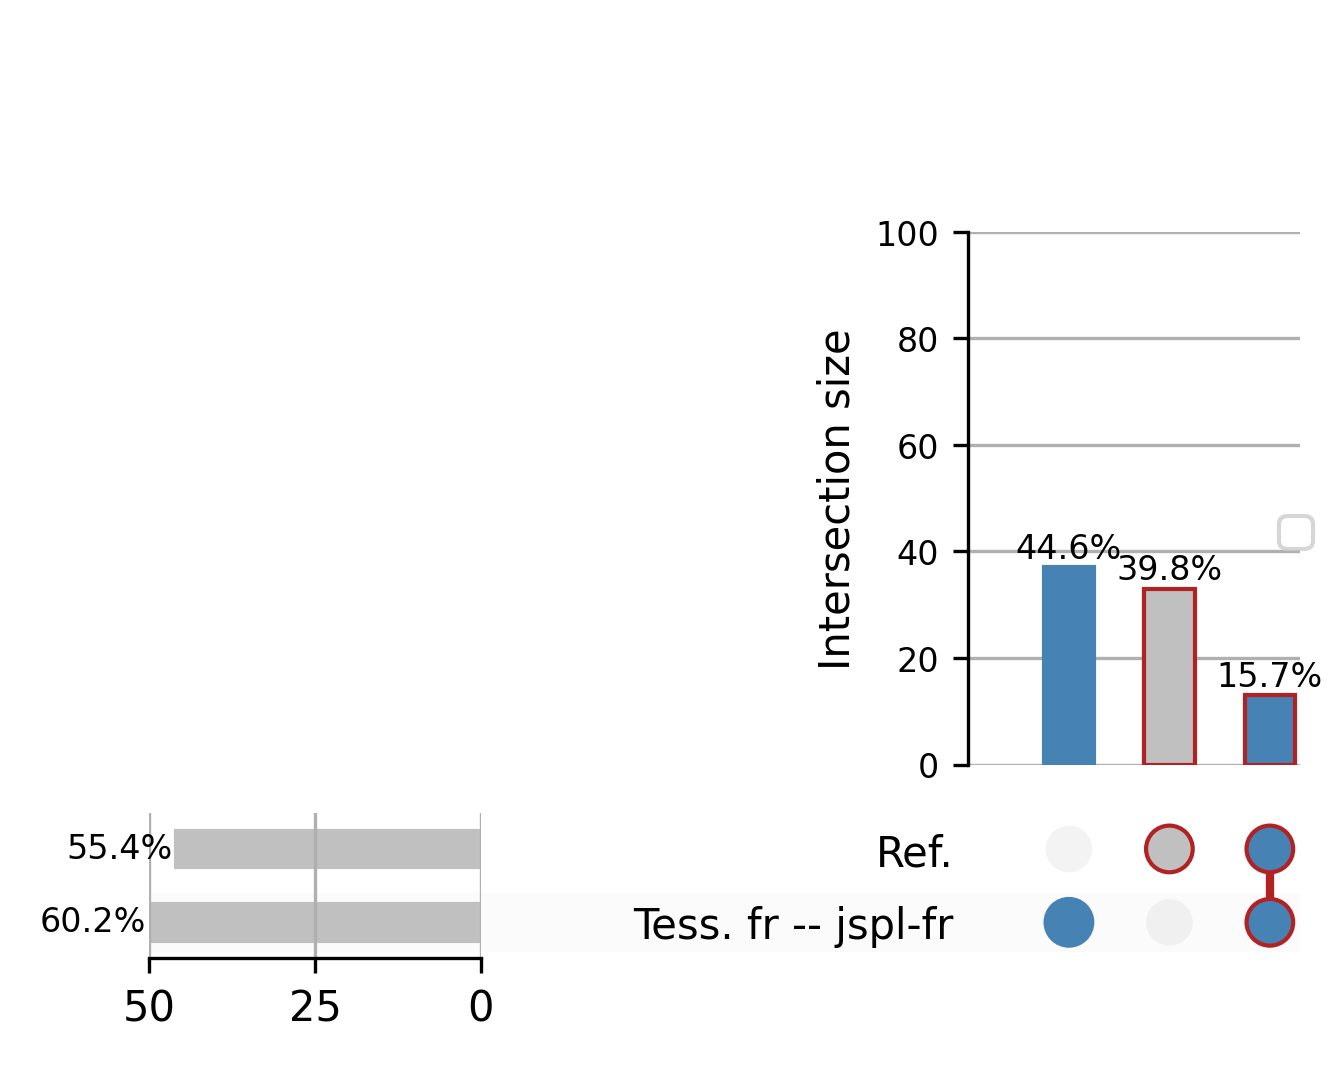 100
80
60
40
20
0
Intersection size
44.6%
39.8%
15.7%
55.4%
60.2%
Ref.
Tess. fr -- jspl-fr
50 25 0